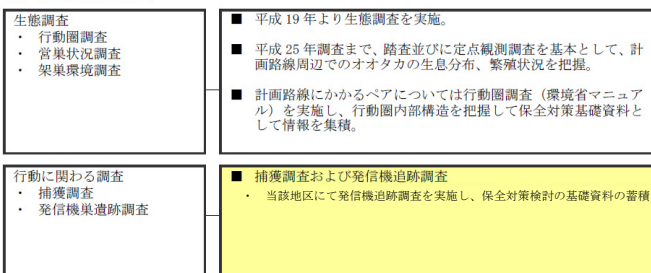 生態調査
・ 行動圏調査
・ 営巣状況調査
・ 架巣環境調査
■ 平成 19 年より生態調査を実施。
■ 平成 25 年調査まで、踏査並びに定点観測調査を基本として、計
画路線周辺でのオオタカの生息分布、繁殖状況を把握。
■ 計画路線にかかるペアについては行動圏調査（環境省マニュア
ル）を実施し、行動圏内部構造を把握して保全対策基礎資料と
して情報を集積。
行動に関わる調査
・ 捕獲調査
・ 発信機巣遺跡調査
■ 捕獲調査および発信機追跡調査
・ 当該地区にて発信機追跡調査を実施し、保全対策検討の基礎資料の蓄積